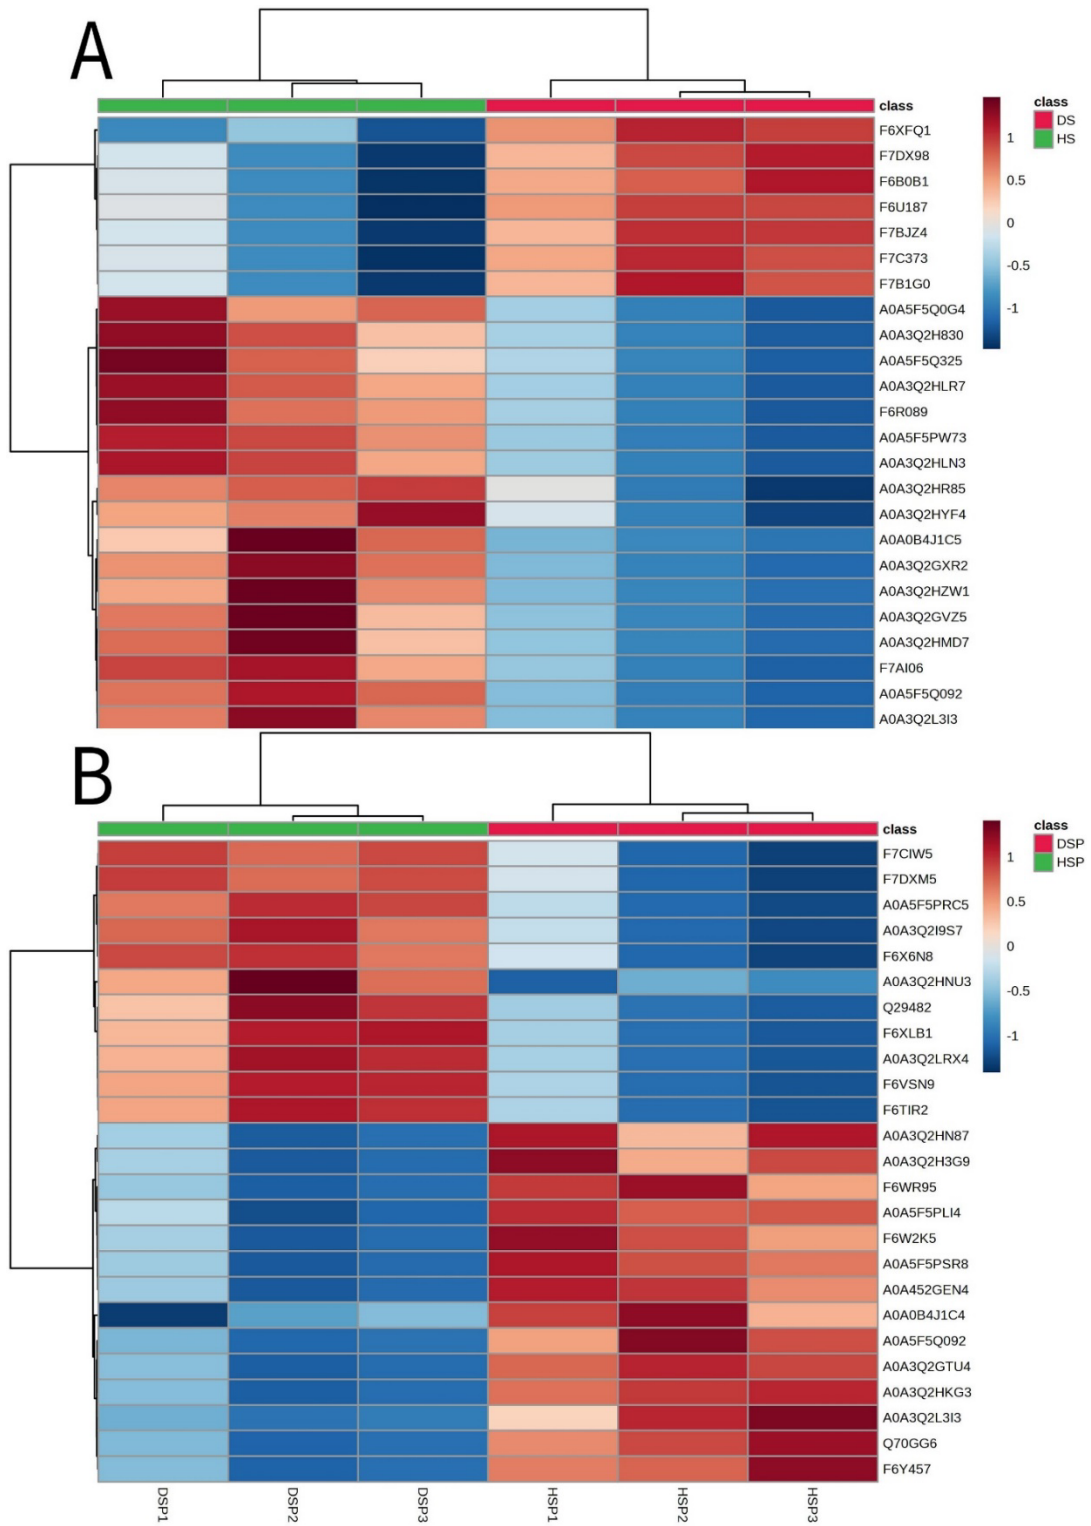 A
class
class
DS
HS
1
0.5
0
-0.5
-1
F6XFQ1
F7DX98
F6B0B1
F6U187
F7BJZ4
F7C373
F7B1G0
A0A5F5Q0G4
A0A3Q2H830
A0A5F5Q325
A0A3Q2HLR7
F6R089
A0A5F5PW73
A0A3Q2HLN3
A0A3Q2HR85
A0A3Q2HYF4
A0A0B4J1C5
A0A3Q2GXR2
A0A3Q2HZW1
A0A3Q2GVZ5
A0A3Q2HMD7
F7AI06
A0A5F5Q092
A0A3Q2L3I3
B
class
class
DSP
HSP
1
0.5
0
-0.5
-1
F7CIW5
F7DXM5
A0A5F5PRC5
A0A3Q2I9S7
F6X6N8
A0A3Q2HNU3
Q29482
F6XLB1
A0A3Q2LRX4
F6VSN9
F6TIR2
A0A3Q2HN87
A0A3Q2H3G9
F6WR95
A0A5F5PLI4
F6W2K5
A0A5F5PSR8
A0A452GEN4
A0A0B4J1C4
A0A5F5Q092
A0A3Q2GTU4
A0A3Q2HKG3
A0A3Q2L3I3
Q70GG6
F6Y457
DSP1
DSP2
DSP3
HSP1
HSP2
HSP3